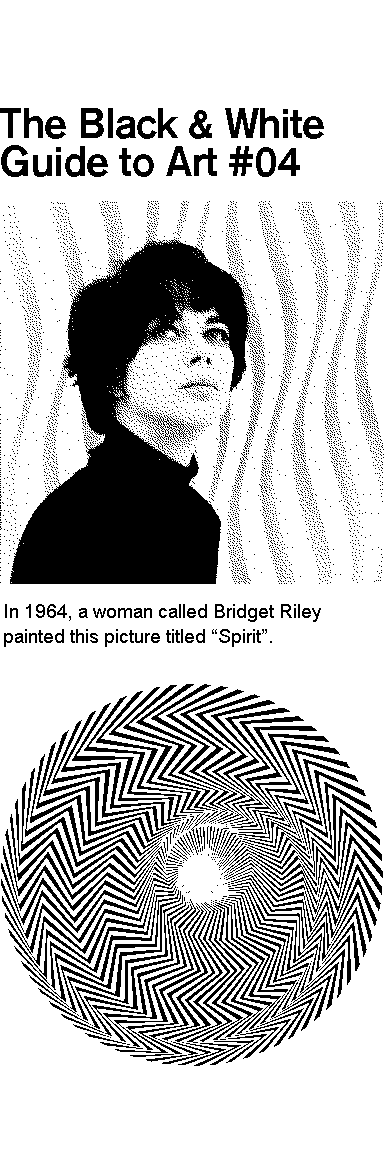 The Black & White
Guide to Art #04
In 1964, a woman called Bridget Riley
painted this picture titled “Spirit”.